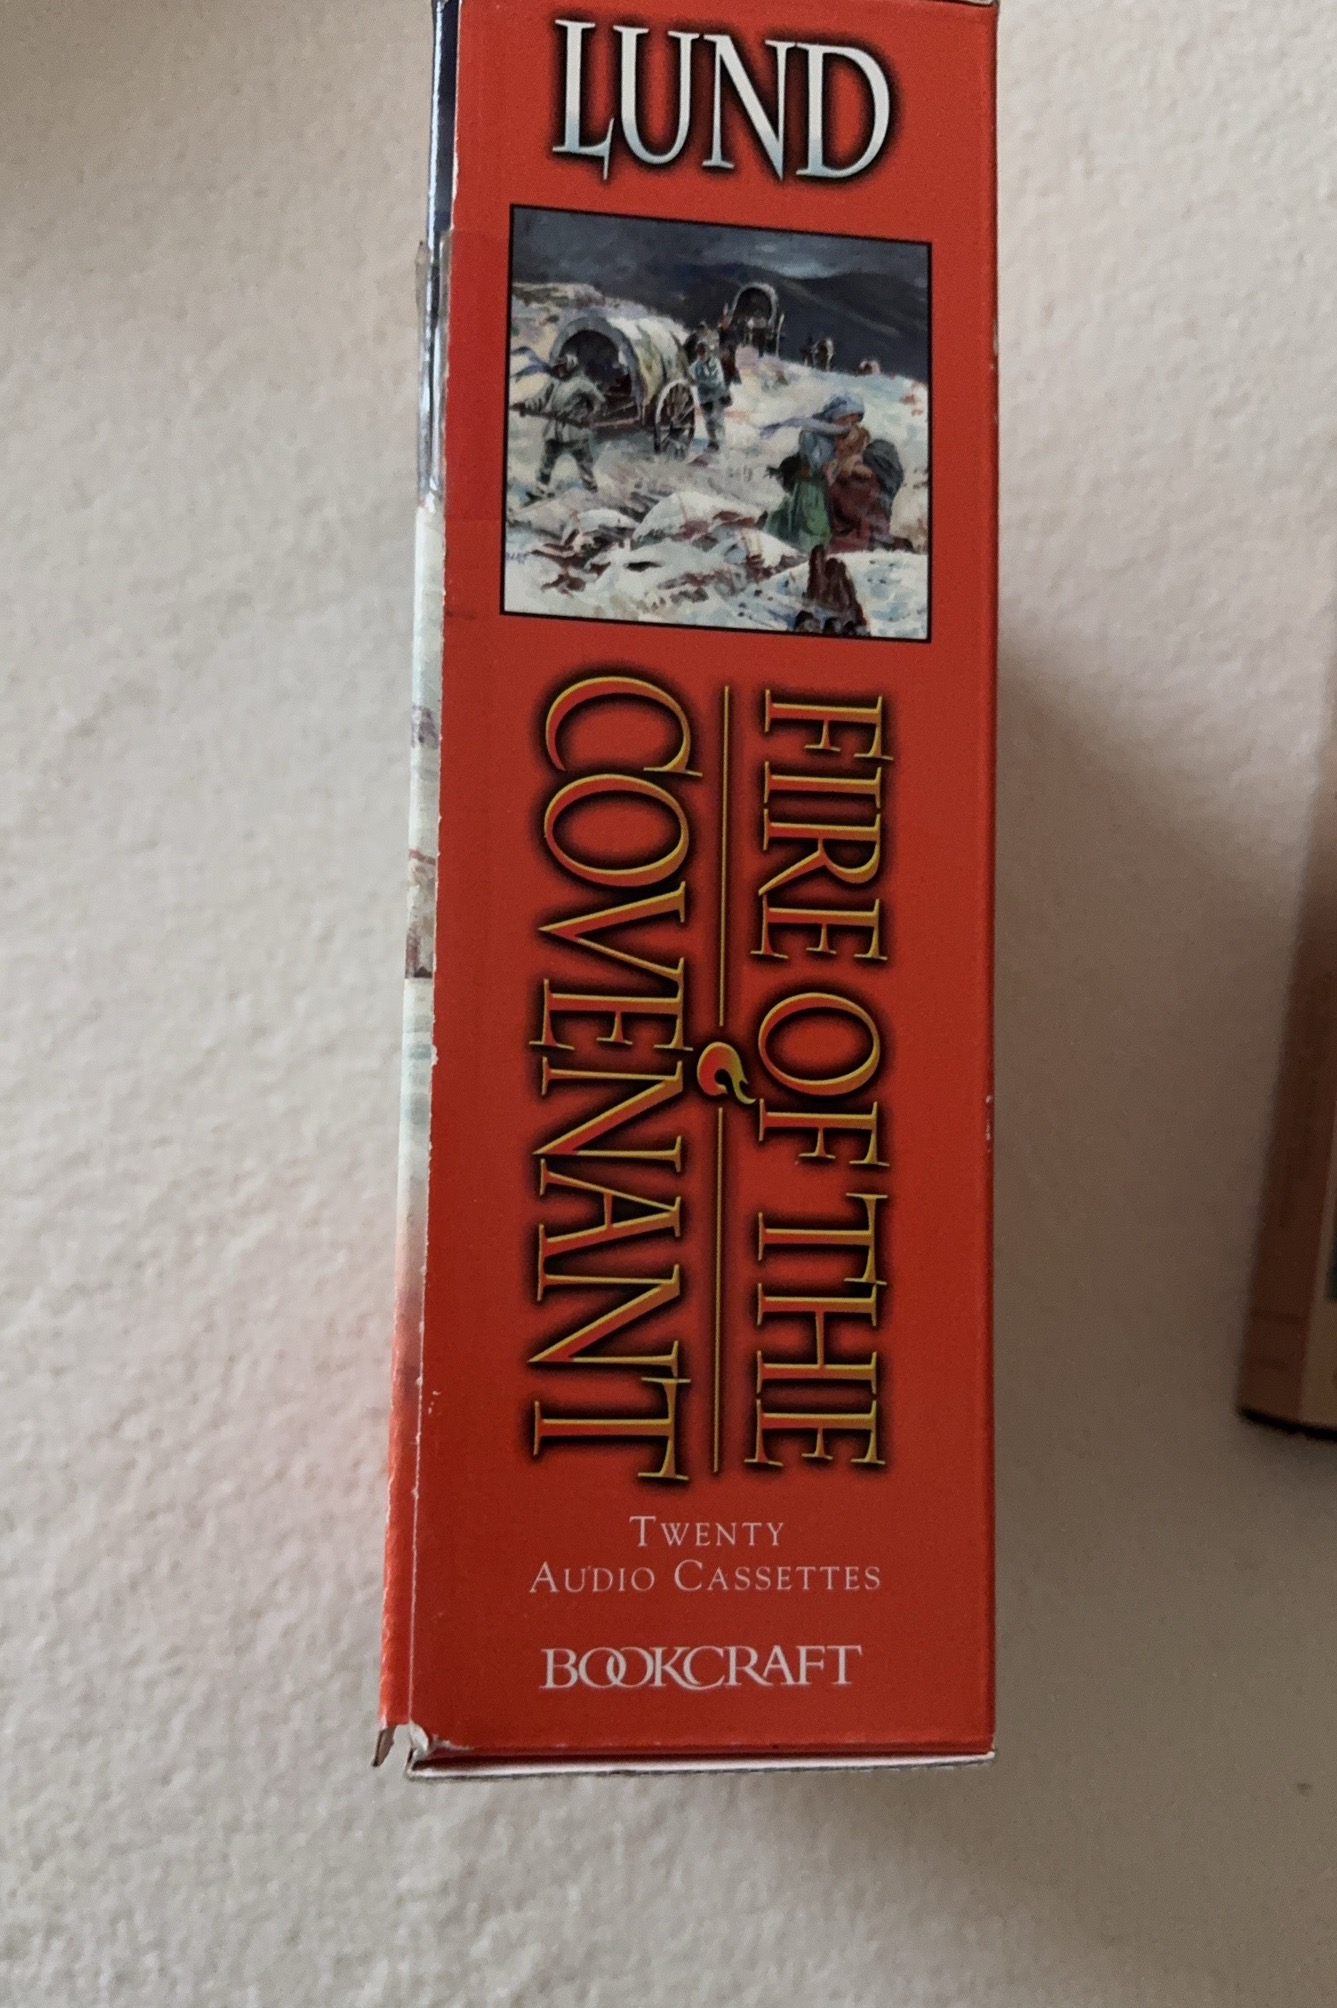 LUND
FIRE OF THE
COVENANT
TWENTY
AUDIO CASSETTES
BOOKCRAFT